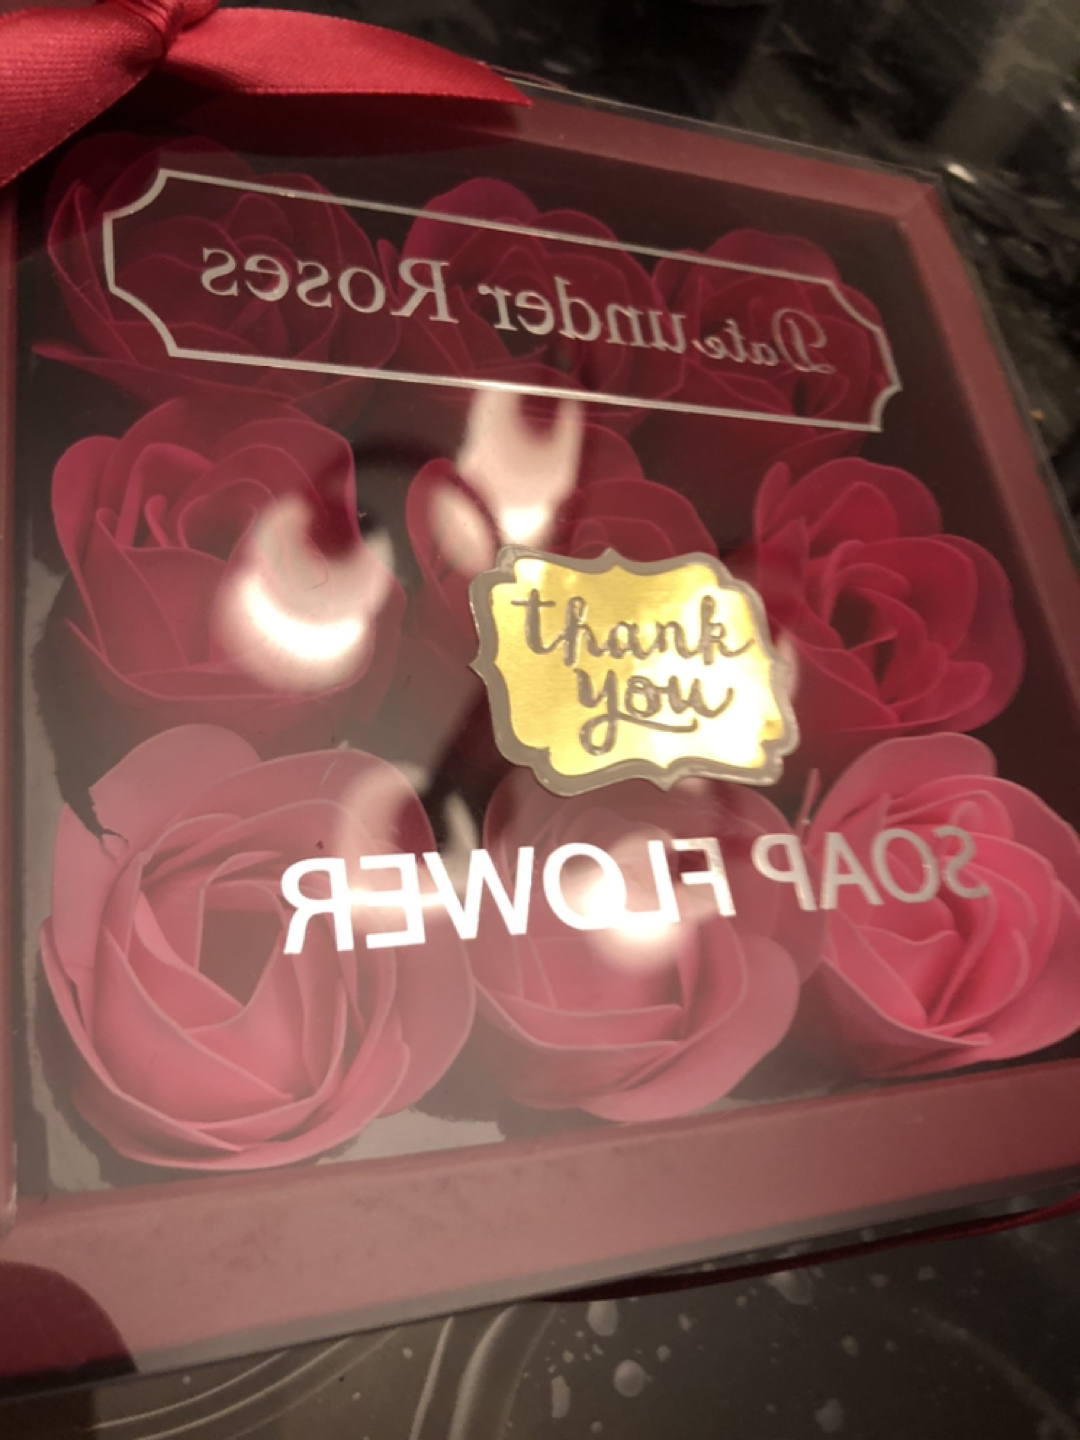 Date under Roses
thank
you
SOAP FLOWER